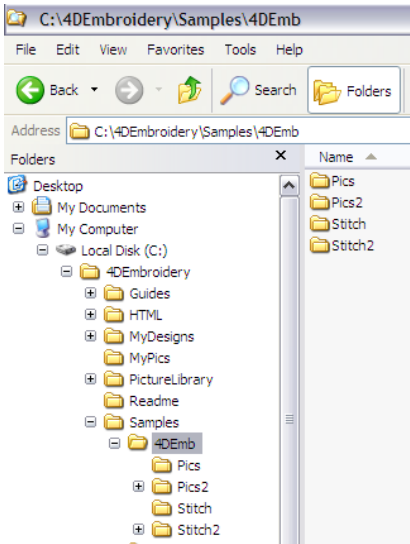 C:\4DEmbroidery\Samples\4DEmb
File Edit View Favorites Tools Help
Back Search Folders
Address C:\4DEmbroidery\Samples\4DEmb
Folders × Name
Desktop
My Documents
My Computer
Local Disk (C:)
4DEmbroidery
Guides
HTML
MyDesigns
MyPics
PictureLibrary
Readme
Samples
4DEmb
Pics
Pics2
Stitch
Stitch2
Pics
Pics2
Stitch
Stitch2